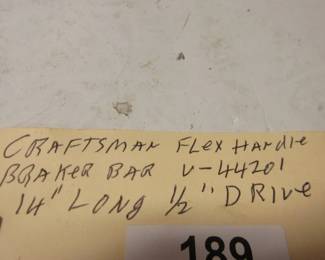 CRAFTSMAN FLEX HANDLE
BRAKER BAR V-44201
14" LONG 1/2" DRIVE
189